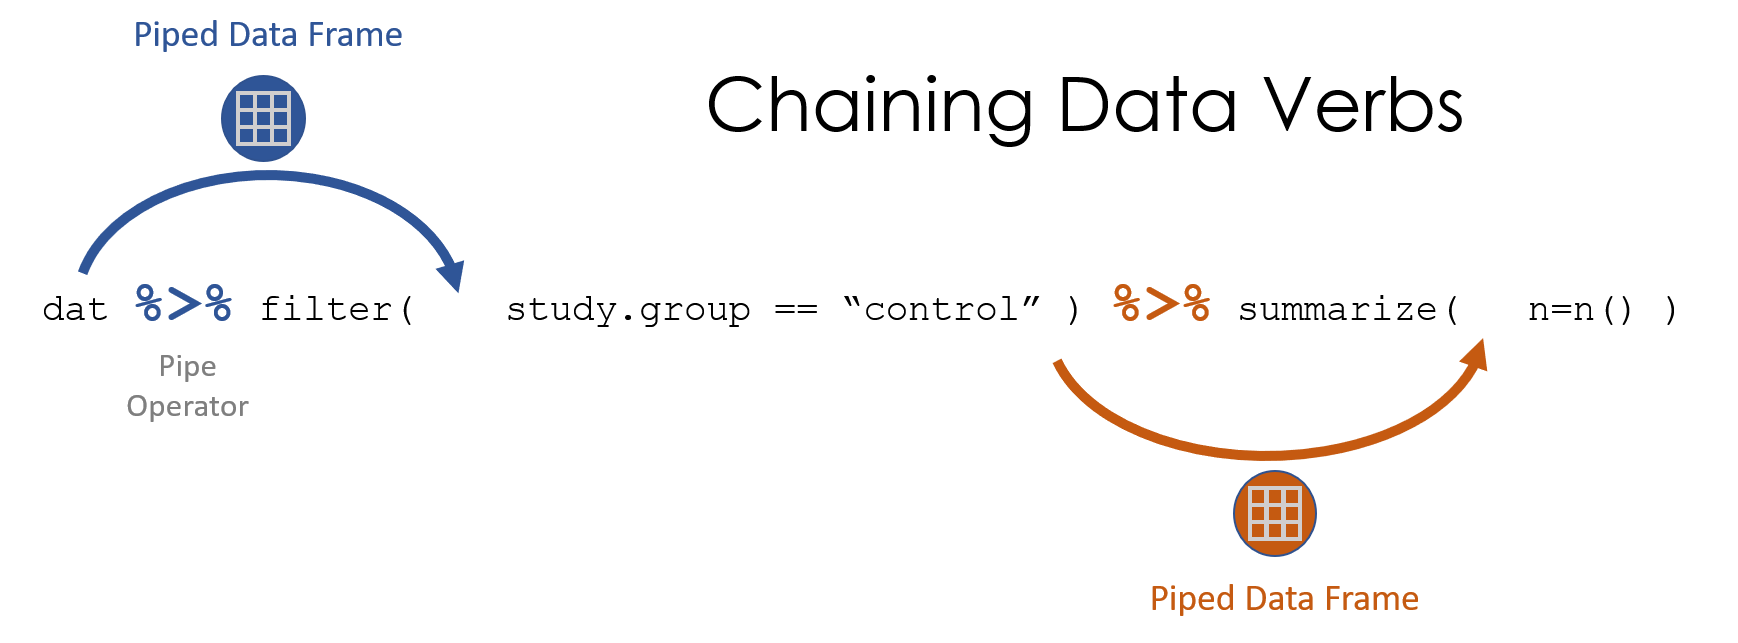 Piped Data Frame
Chaining Data Verbs
dat %>% filter( study.group == “control” ) %>% summarize( n=n() )
Pipe
Operator
Piped Data Frame